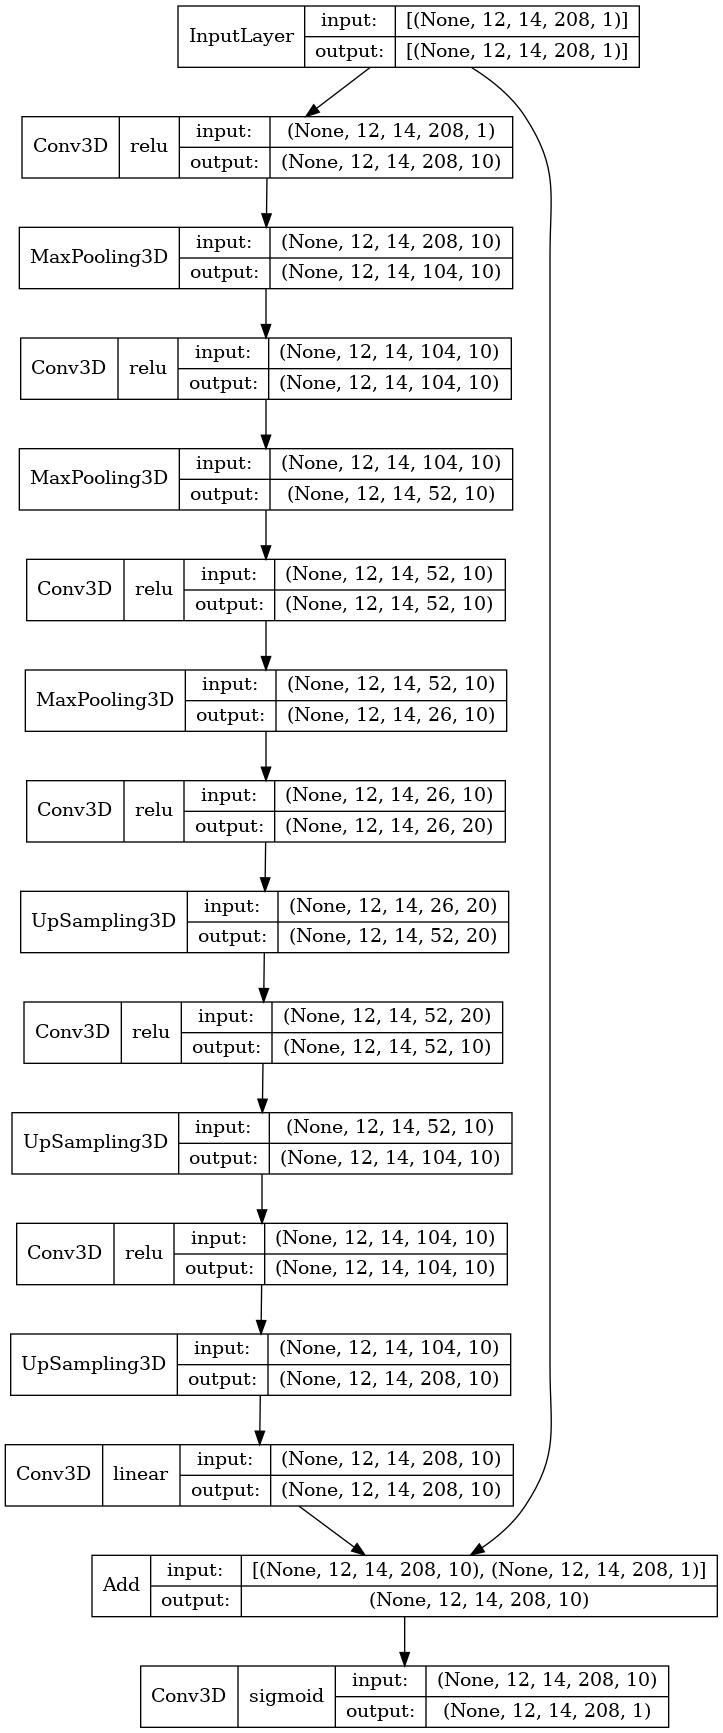 InputLayer input: [(None, 12, 14, 208, 1)]
output: [(None, 12, 14, 208, 1)]
Conv3D relu input: (None, 12, 14, 208, 1)
output: (None, 12, 14, 208, 10)
MaxPooling3D input: (None, 12, 14, 208, 10)
output: (None, 12, 14, 104, 10)
Conv3D relu input: (None, 12, 14, 104, 10)
output: (None, 12, 14, 104, 10)
MaxPooling3D input: (None, 12, 14, 104, 10)
output: (None, 12, 14, 52, 10)
Conv3D relu input: (None, 12, 14, 52, 10)
output: (None, 12, 14, 52, 10)
MaxPooling3D input: (None, 12, 14, 52, 10)
output: (None, 12, 14, 26, 10)
Conv3D relu input: (None, 12, 14, 26, 10)
output: (None, 12, 14, 26, 20)
UpSampling3D input: (None, 12, 14, 26, 20)
output: (None, 12, 14, 52, 20)
Conv3D relu input: (None, 12, 14, 52, 20)
output: (None, 12, 14, 52, 10)
UpSampling3D input: (None, 12, 14, 52, 10)
output: (None, 12, 14, 104, 10)
Conv3D relu input: (None, 12, 14, 104, 10)
output: (None, 12, 14, 104, 10)
UpSampling3D input: (None, 12, 14, 104, 10)
output: (None, 12, 14, 208, 10)
Conv3D linear input: (None, 12, 14, 208, 10)
output: (None, 12, 14, 208, 10)
Add input: [(None, 12, 14, 208, 10), (None, 12, 14, 208, 1)]
output: (None, 12, 14, 208, 10)
Conv3D sigmoid input: (None, 12, 14, 208, 10)
output: (None, 12, 14, 208, 1)